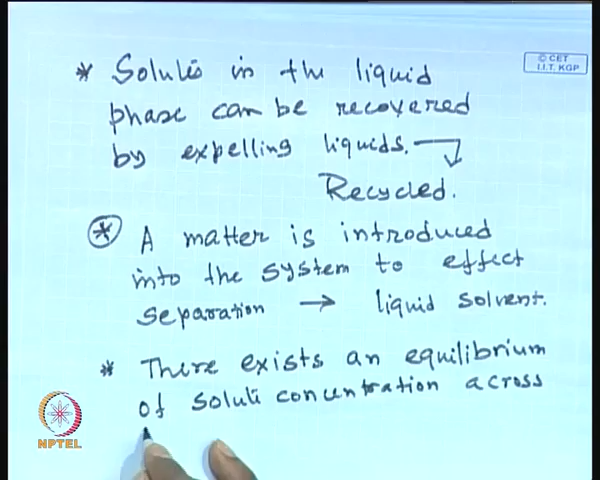 © CET
I.I.T. KGP
* Solutes in the liquid
phase can be recovered
by expelling liquids. →
Recycled.
* A matter is introduced
into the system to effect
separation → liquid solvent.
* There exists an equilibrium
of solute concentration across
NPTEL